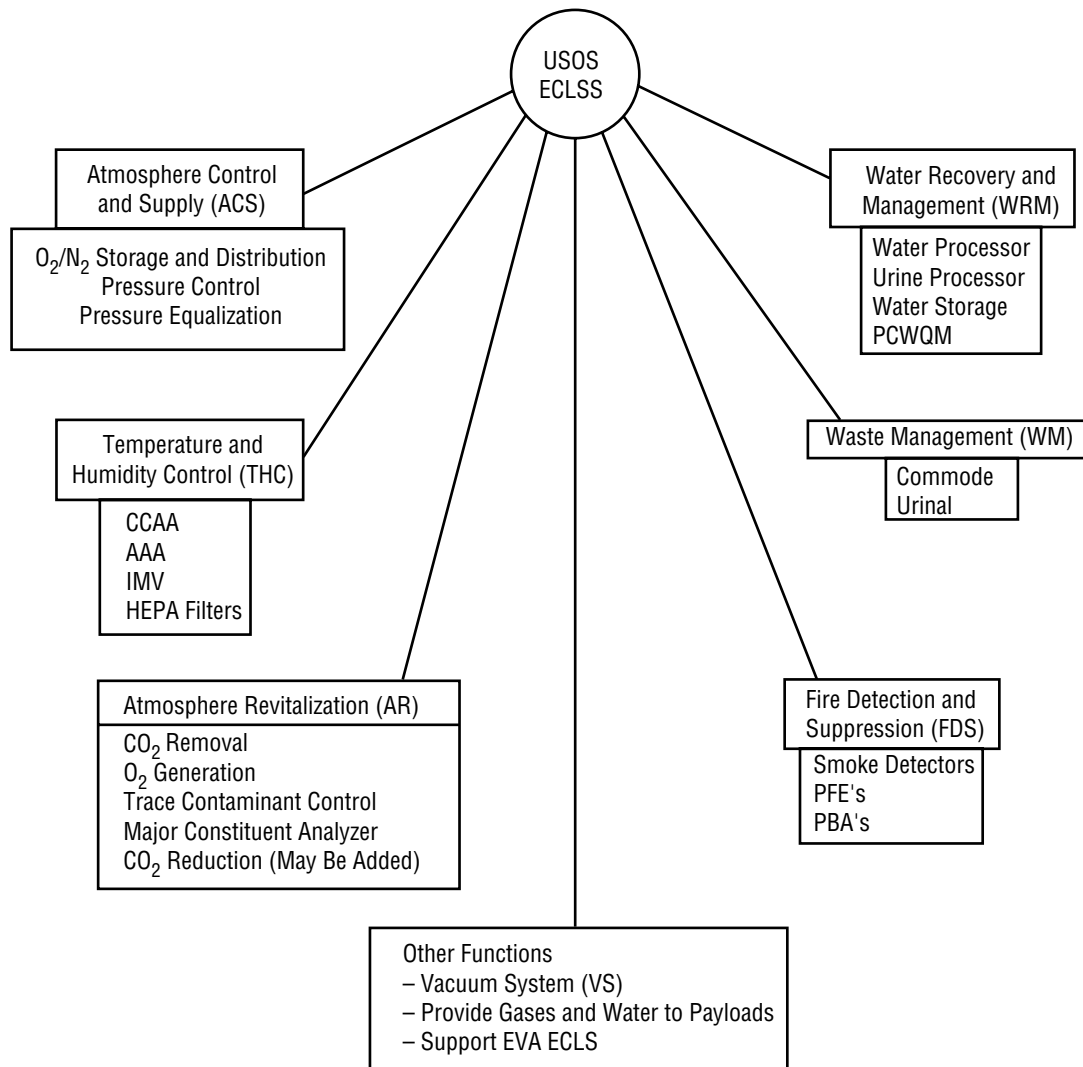 USOS
ECLSS
Atmosphere Control
and Supply (ACS)
O₂/N₂ Storage and Distribution
Pressure Control
Pressure Equalization
Temperature and
Humidity Control (THC)
CCAA
AAA
IMV
HEPA Filters
Atmosphere Revitalization (AR)
CO₂ Removal
O₂ Generation
Trace Contaminant Control
Major Constituent Analyzer
CO₂ Reduction (May Be Added)
Other Functions
– Vacuum System (VS)
– Provide Gases and Water to Payloads
– Support EVA ECLS
Water Recovery and
Management (WRM)
Water Processor
Urine Processor
Water Storage
PCWQM
Waste Management (WM)
Commode
Urinal
Fire Detection and
Suppression (FDS)
Smoke Detectors
PFE's
PBA's